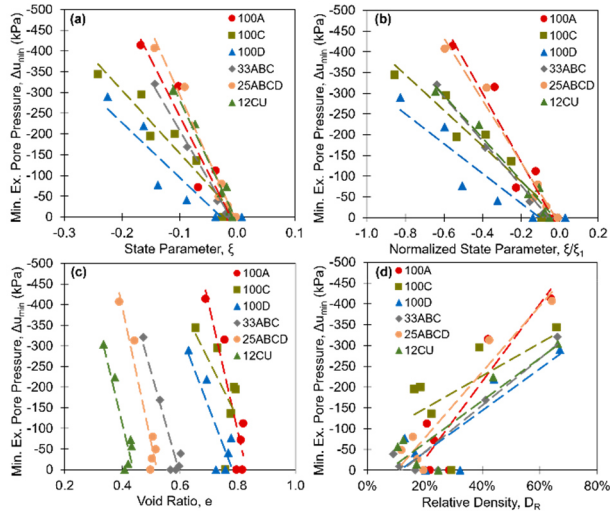 (a)
-500
-450
-400
-350
-300
-250
-200
-150
-100
-50
0
Min. Ex. Pore Pressure, Δumin (kPa)
100A
100C
100D
33ABC
25ABCD
12CU
-0.3 -0.2 -0.1 0.0 0.1
State Parameter, ξ
(b)
-500
-450
-400
-350
-300
-250
-200
-150
-100
-50
0
Min. Ex. Pore Pressure, Δumin (kPa)
100A
100C
100D
33ABC
25ABCD
12CU
-1.0 -0.8 -0.6 -0.4 -0.2 0.0 0.2
Normalized State Parameter, ξ/ξ1
(c)
-500
-450
-400
-350
-300
-250
-200
-150
-100
-50
0
Min. Ex. Pore Pressure, Δumin (kPa)
100A
100C
100D
33ABC
25ABCD
12CU
0.2 0.4 0.6 0.8 1.0
Void Ratio, e
(d)
-500
-450
-400
-350
-300
-250
-200
-150
-100
-50
0
Min. Ex. Pore Pressure, Δumin (kPa)
100A
100C
100D
33ABC
25ABCD
12CU
0% 20% 40% 60% 80%
Relative Density, DR